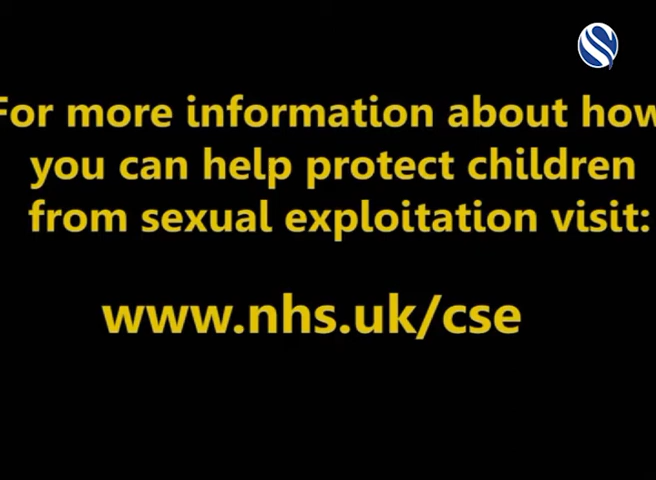 For more information about how
you can help protect children
from sexual exploitation visit:
www.nhs.uk/cse